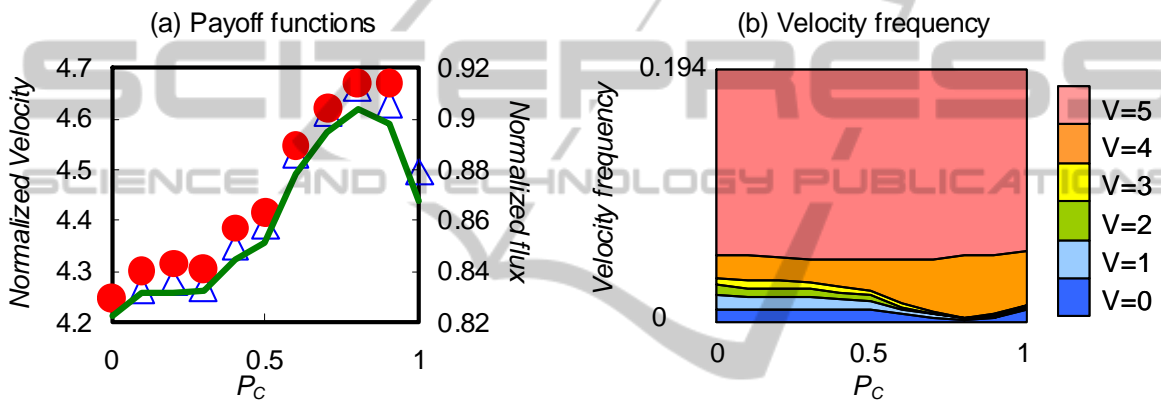 SCITEPRESS
SCIENCE AND TECHNOLOGY PUBLICATIONS
(a) Payoff functions
4.7
4.6
4.5
4.4
4.3
4.2
Normalized Velocity
0.92
0.9
0.88
0.86
0.84
0.82
Normalized flux
0
0.5
1
PC
(b) Velocity frequency
0.194
0
Velocity frequency
0
0.5
1
PC
V=5
V=4
V=3
V=2
V=1
V=0